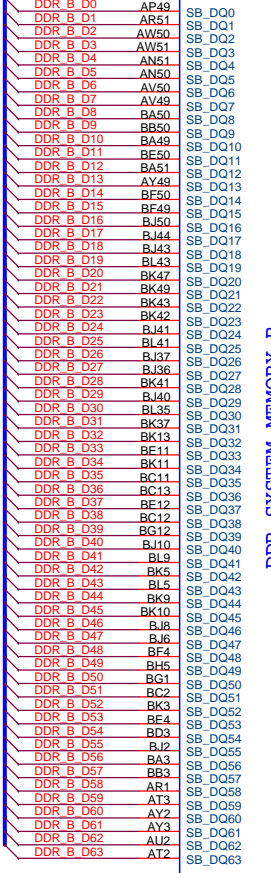 DDR_B_D0 AP49 SB_DQ0
DDR_B_D1 AR51 SB_DQ1
DDR_B_D2 AW50 SB_DQ2
DDR_B_D3 AW51 SB_DQ3
DDR_B_D4 AN51 SB_DQ4
DDR_B_D5 AN50 SB_DQ5
DDR_B_D6 AV50 SB_DQ6
DDR_B_D7 AV49 SB_DQ7
DDR_B_D8 BA50 SB_DQ8
DDR_B_D9 BB50 SB_DQ9
DDR_B_D10 BA49 SB_DQ10
DDR_B_D11 BE50 SB_DQ11
DDR_B_D12 BA51 SB_DQ12
DDR_B_D13 AY49 SB_DQ13
DDR_B_D14 BF50 SB_DQ14
DDR_B_D15 BF49 SB_DQ15
DDR_B_D16 BJ50 SB_DQ16
DDR_B_D17 BJ44 SB_DQ17
DDR_B_D18 BJ43 SB_DQ18
DDR_B_D19 BL43 SB_DQ19
DDR_B_D20 BK47 SB_DQ20
DDR_B_D21 BK49 SB_DQ21
DDR_B_D22 BK43 SB_DQ22
DDR_B_D23 BK42 SB_DQ23
DDR_B_D24 BJ41 SB_DQ24
DDR_B_D25 BL41 SB_DQ25
DDR_B_D26 BJ37 SB_DQ26
DDR_B_D27 BJ36 SB_DQ27
DDR_B_D28 BK41 SB_DQ28
DDR_B_D29 BJ40 SB_DQ29
DDR_B_D30 BL35 SB_DQ30
DDR_B_D31 BK37 SB_DQ31
DDR_B_D32 BK13 SB_DQ32
DDR_B_D33 BE11 SB_DQ33
DDR_B_D34 BK11 SB_DQ34
DDR_B_D35 BC11 SB_DQ35
DDR_B_D36 BC13 SB_DQ36
DDR_B_D37 BE12 SB_DQ37
DDR_B_D38 BC12 SB_DQ38
DDR_B_D39 BG12 SB_DQ39
DDR_B_D40 BJ10 SB_DQ40
DDR_B_D41 BL9 SB_DQ41
DDR_B_D42 BK5 SB_DQ42
DDR_B_D43 BL5 SB_DQ43
DDR_B_D44 BK9 SB_DQ44
DDR_B_D45 BK10 SB_DQ45
DDR_B_D46 BJ8 SB_DQ46
DDR_B_D47 BJ6 SB_DQ47
DDR_B_D48 BF4 SB_DQ48
DDR_B_D49 BH5 SB_DQ49
DDR_B_D50 BG1 SB_DQ50
DDR_B_D51 BC2 SB_DQ51
DDR_B_D52 BK3 SB_DQ52
DDR_B_D53 BE4 SB_DQ53
DDR_B_D54 BD3 SB_DQ54
DDR_B_D55 BJ2 SB_DQ55
DDR_B_D56 BA3 SB_DQ56
DDR_B_D57 BB3 SB_DQ57
DDR_B_D58 AR1 SB_DQ58
DDR_B_D59 AT3 SB_DQ59
DDR_B_D60 AY2 SB_DQ60
DDR_B_D61 AY3 SB_DQ61
DDR_B_D62 AU2 SB_DQ62
DDR_B_D63 AT2 SB_DQ63
DDR SYSTEM MEMORY B